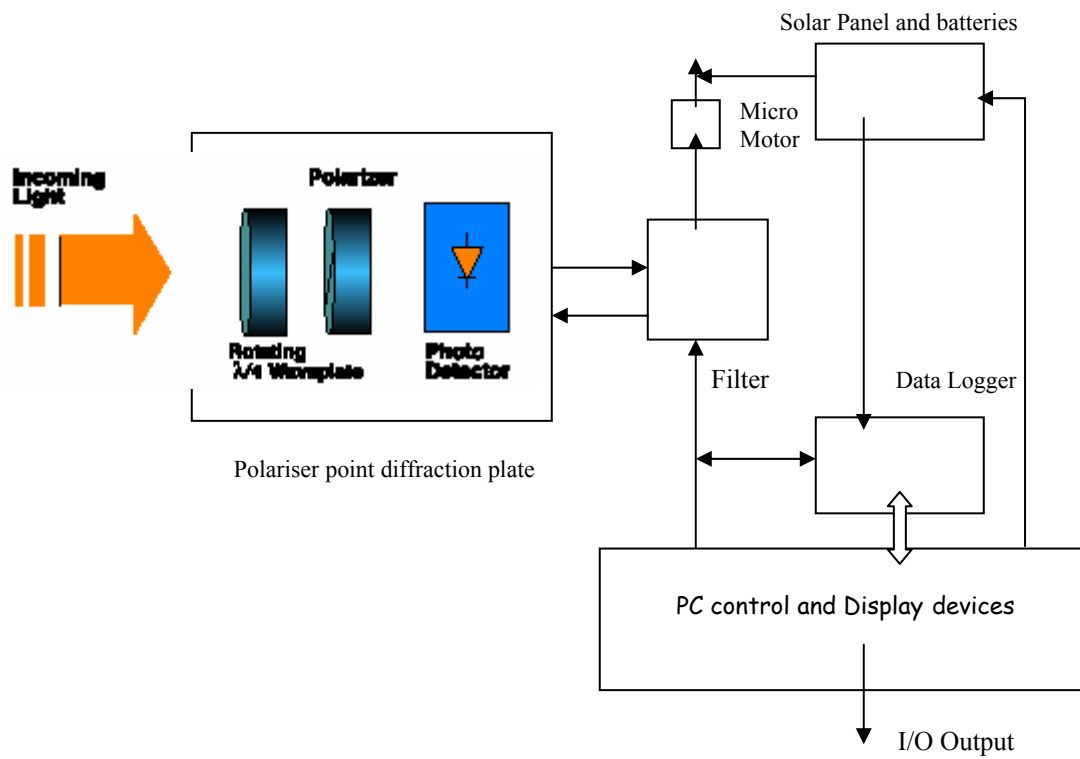 Solar Panel and batteries
Micro
Motor
Incoming
Light
Polarizer
Rotating
λ/4 Waveplate
Photo
Detector
Filter
Data Logger
Polariser point diffraction plate
PC control and Display devices
I/O Output